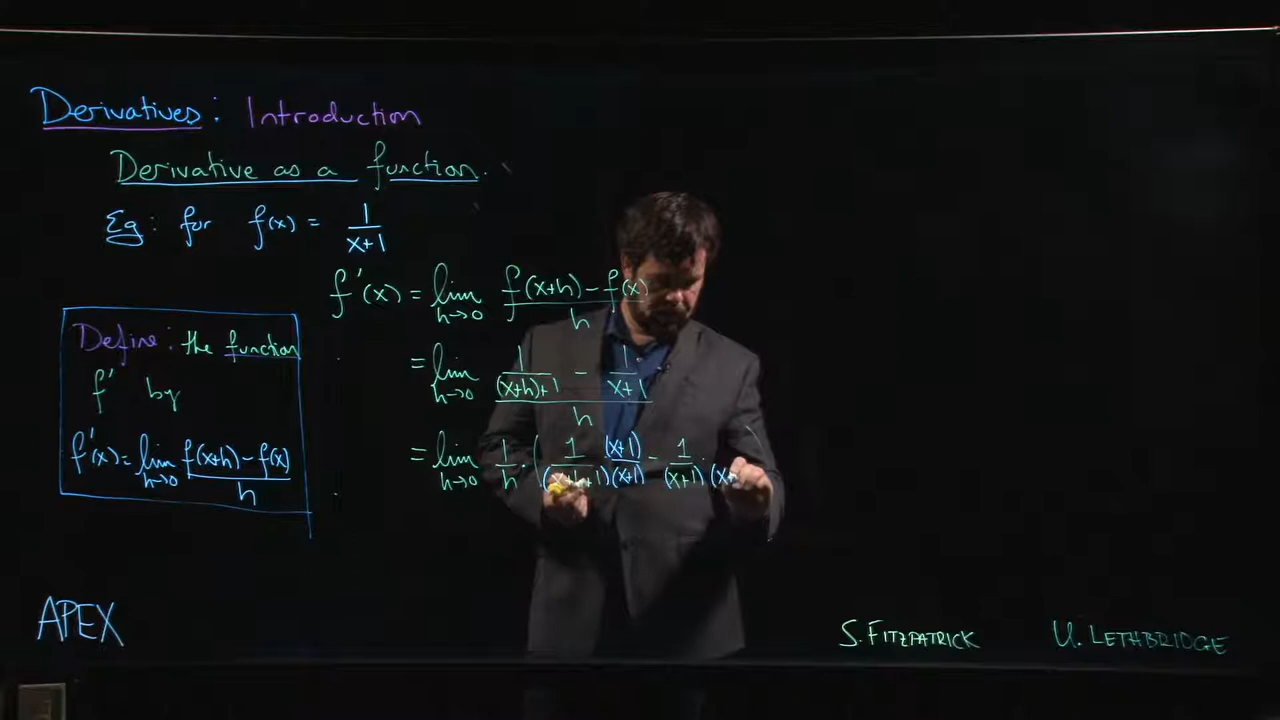 Derivatives: Introduction
Derivative as a function.
Eg: for f(x) = 1/(x+1)
f'(x) = lim h→0 (f(x+h) - f(x))/h
= lim h→0 (1/((x+h)+1) - 1/(x+1))/h
= lim h→0 1/h · ( 1/(x+h+1) (x+1)/(x+1) - 1/(x+1) · (x+
Define: the function
f' by
f'(x) = lim h→0 (f(x+h) - f(x))/h
APEX
S. FITZPATRICK U. LETHBRIDGE